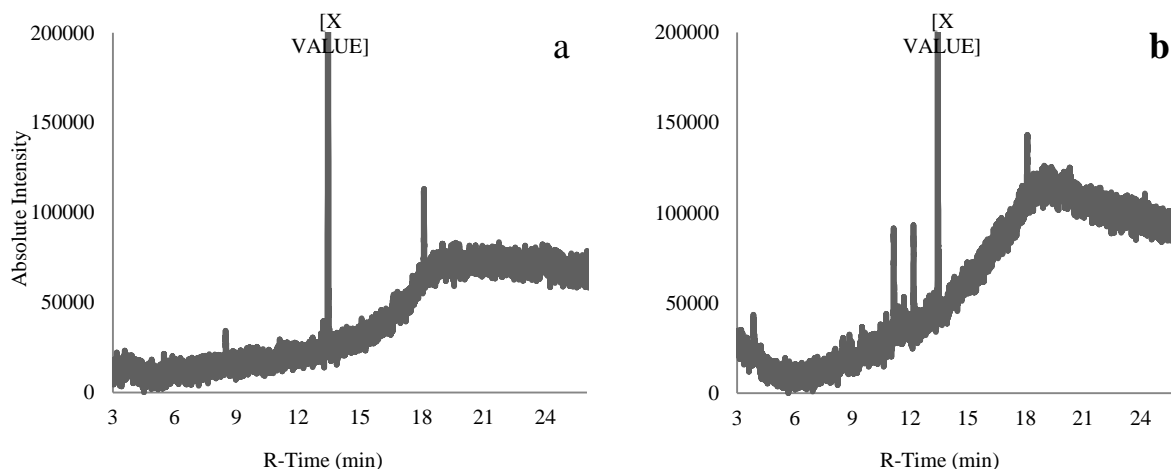 [X
VALUE]
a
200000
150000
100000
50000
0
Absolute Intensity
3 6 9 12 15 18 21 24
R-Time (min)
[X
VALUE]
b
200000
150000
100000
50000
0
3 6 9 12 15 18 21 24
R-Time (min)